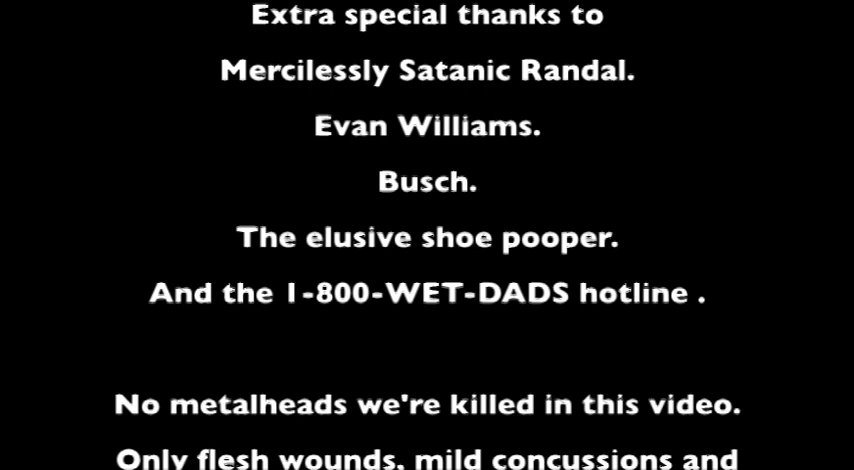 Extra special thanks to
Mercilessly Satanic Randal.
Evan Williams.
Busch.
The elusive shoe pooper.
And the 1-800-WET-DADS hotline .
No metalheads we're killed in this video.
Only flesh wounds, mild concussions and